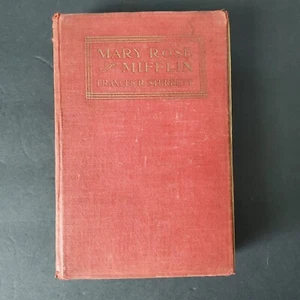 MARY ROSE
of MIFFLIN
FRANCES R. STERRETT